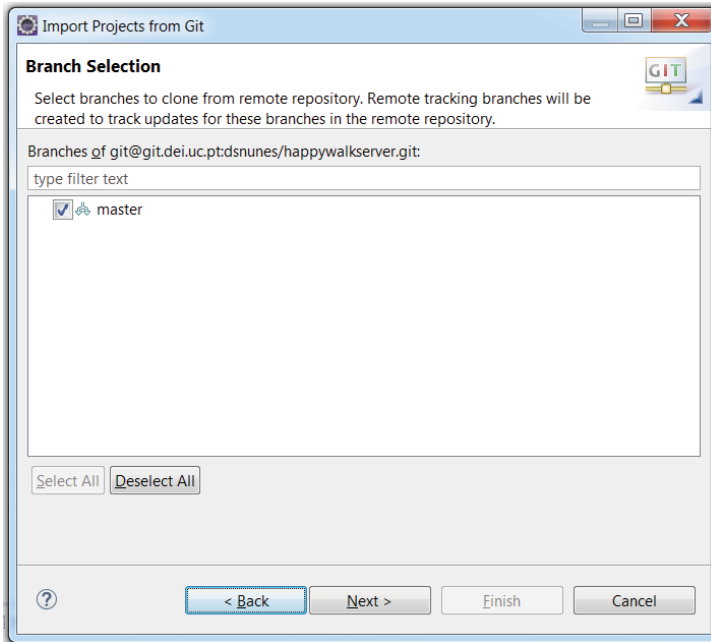 Import Projects from Git
Branch Selection
GIT
Select branches to clone from remote repository. Remote tracking branches will be
created to track updates for these branches in the remote repository.
Branches of git@git.dei.uc.pt:dsnunes/happywalkserver.git:
type filter text
master
Select All Deselect All
? < Back Next > Finish Cancel